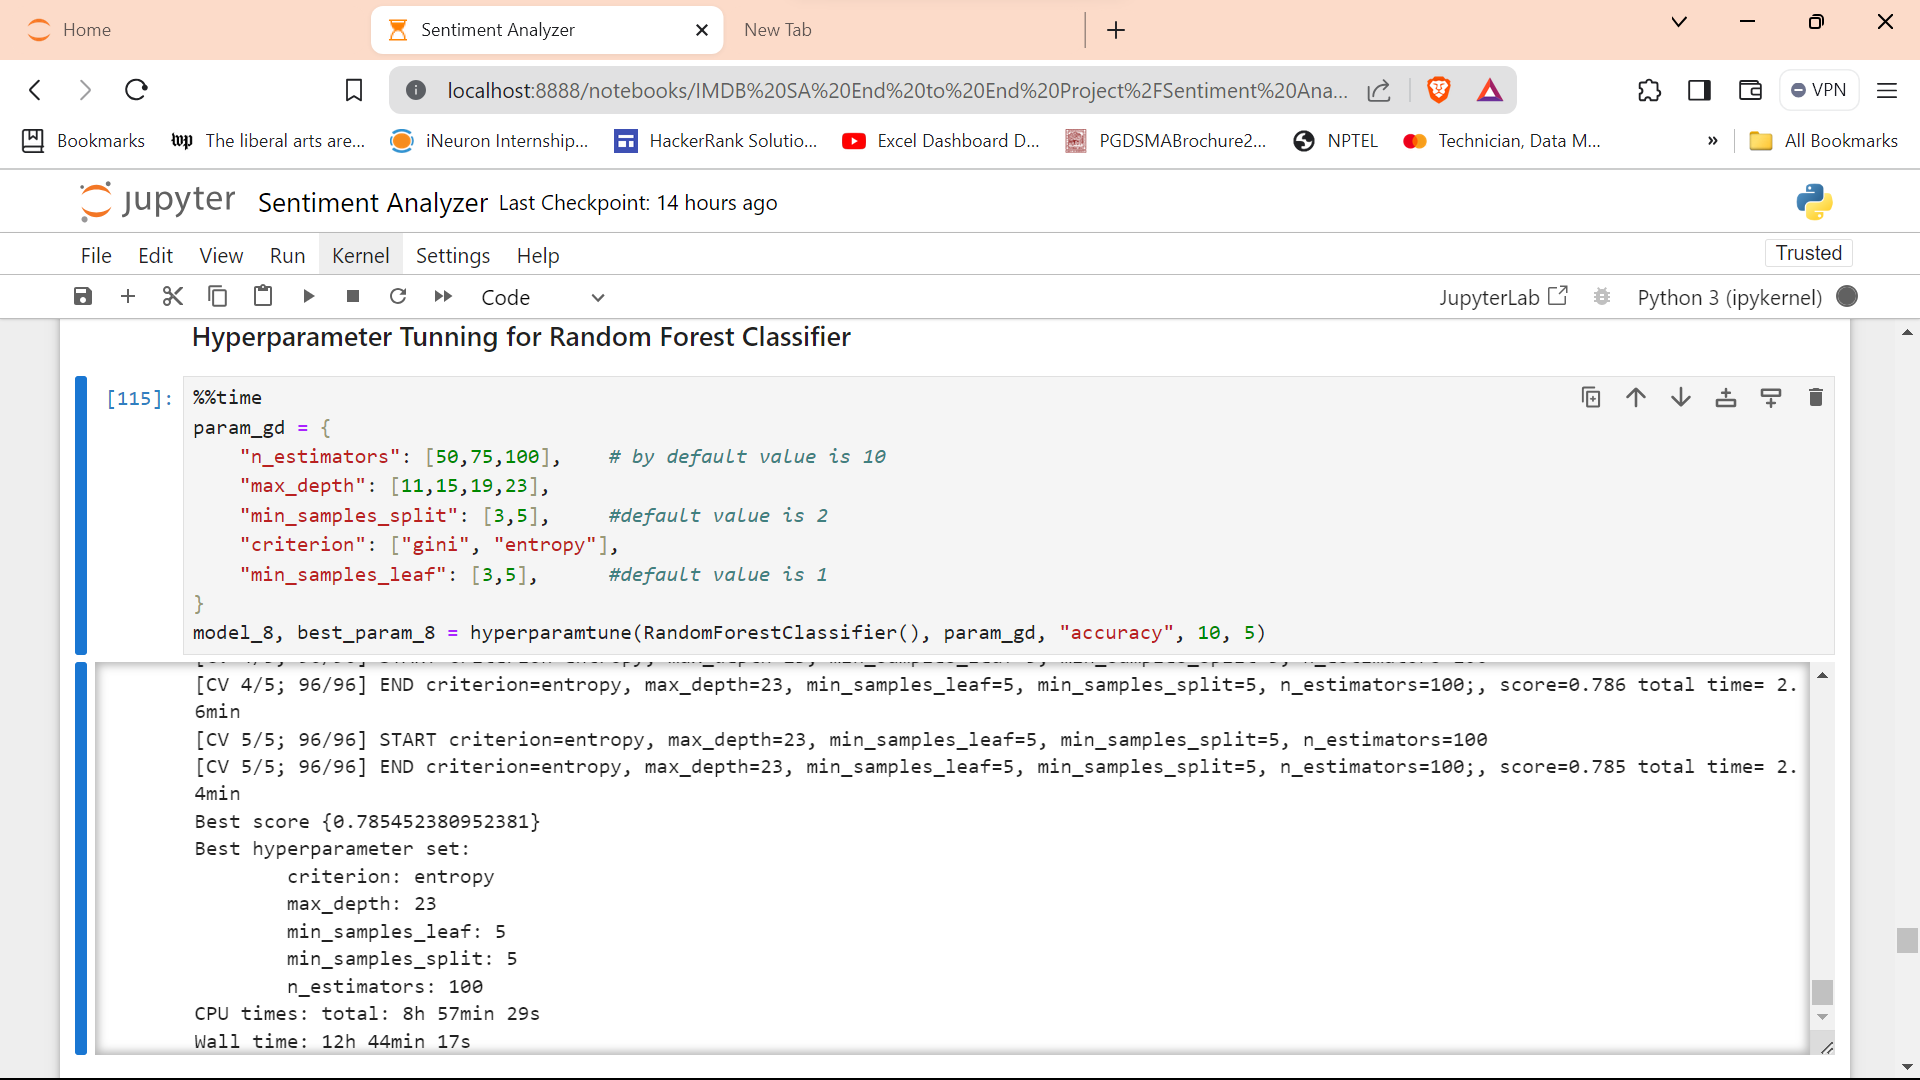 Home
Sentiment Analyzer
New Tab
localhost:8888/notebooks/IMDB%20SA%20End%20to%20End%20Project%2FSentiment%20Ana...
VPN
Bookmarks
wp The liberal arts are...
iNeuron Internship...
HackerRank Solutio...
Excel Dashboard D...
PGDSMABrochure2...
NPTEL
Technician, Data M...
»
All Bookmarks
jupyter Sentiment Analyzer Last Checkpoint: 14 hours ago
File Edit View Run Kernel Settings Help
Trusted
Code
JupyterLab
Python 3 (ipykernel)
Hyperparameter Tunning for Random Forest Classifier
[115]:
%%time
param_gd = {
    "n_estimators": [50,75,100],    # by default value is 10
    "max_depth": [11,15,19,23],
    "min_samples_split": [3,5],     #default value is 2
    "criterion": ["gini", "entropy"],
    "min_samples_leaf": [3,5],      #default value is 1
}
model_8, best_param_8 = hyperparamtune(RandomForestClassifier(), param_gd, "accuracy", 10, 5)
[CV 4/5; 96/96] END criterion=entropy, max_depth=23, min_samples_leaf=5, min_samples_split=5, n_estimators=100;, score=0.786 total time= 2.
6min
[CV 5/5; 96/96] START criterion=entropy, max_depth=23, min_samples_leaf=5, min_samples_split=5, n_estimators=100
[CV 5/5; 96/96] END criterion=entropy, max_depth=23, min_samples_leaf=5, min_samples_split=5, n_estimators=100;, score=0.785 total time= 2.
4min
Best score {0.785452380952381}
Best hyperparameter set:
        criterion: entropy
        max_depth: 23
        min_samples_leaf: 5
        min_samples_split: 5
        n_estimators: 100
CPU times: total: 8h 57min 29s
Wall time: 12h 44min 17s